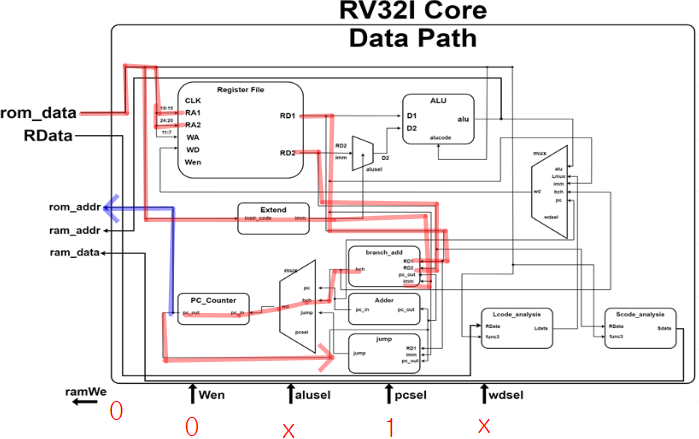 RV32I Core
Data Path
rom_data
RData
rom_addr
ram_addr
ram_data
Register File
CLK
19:15 RA1
24:20 RA2
11:7 WA
WD
Wen
RD1
RD2
RD2
imm
D2
alusel
ALU
D1
D2
alu
alucode
mux
alu
Lmux
imm
bch
pc
wd
wdsel
Extend
instr_code imm
branch_add
bch
RD1
RD2
pc_out
imm
mux
pc
bch
jump
pcsel
PC_Counter
pc_out pc_in
Adder
pc_in pc_out
jump
jump
RD1
imm
pc_out
Lcode_analysis
RData
func3
Ldata
Scode_analysis
RData
func3
Sdata
ramWe
Wen
alusel
pcsel
wdsel
0
0
x
1
x